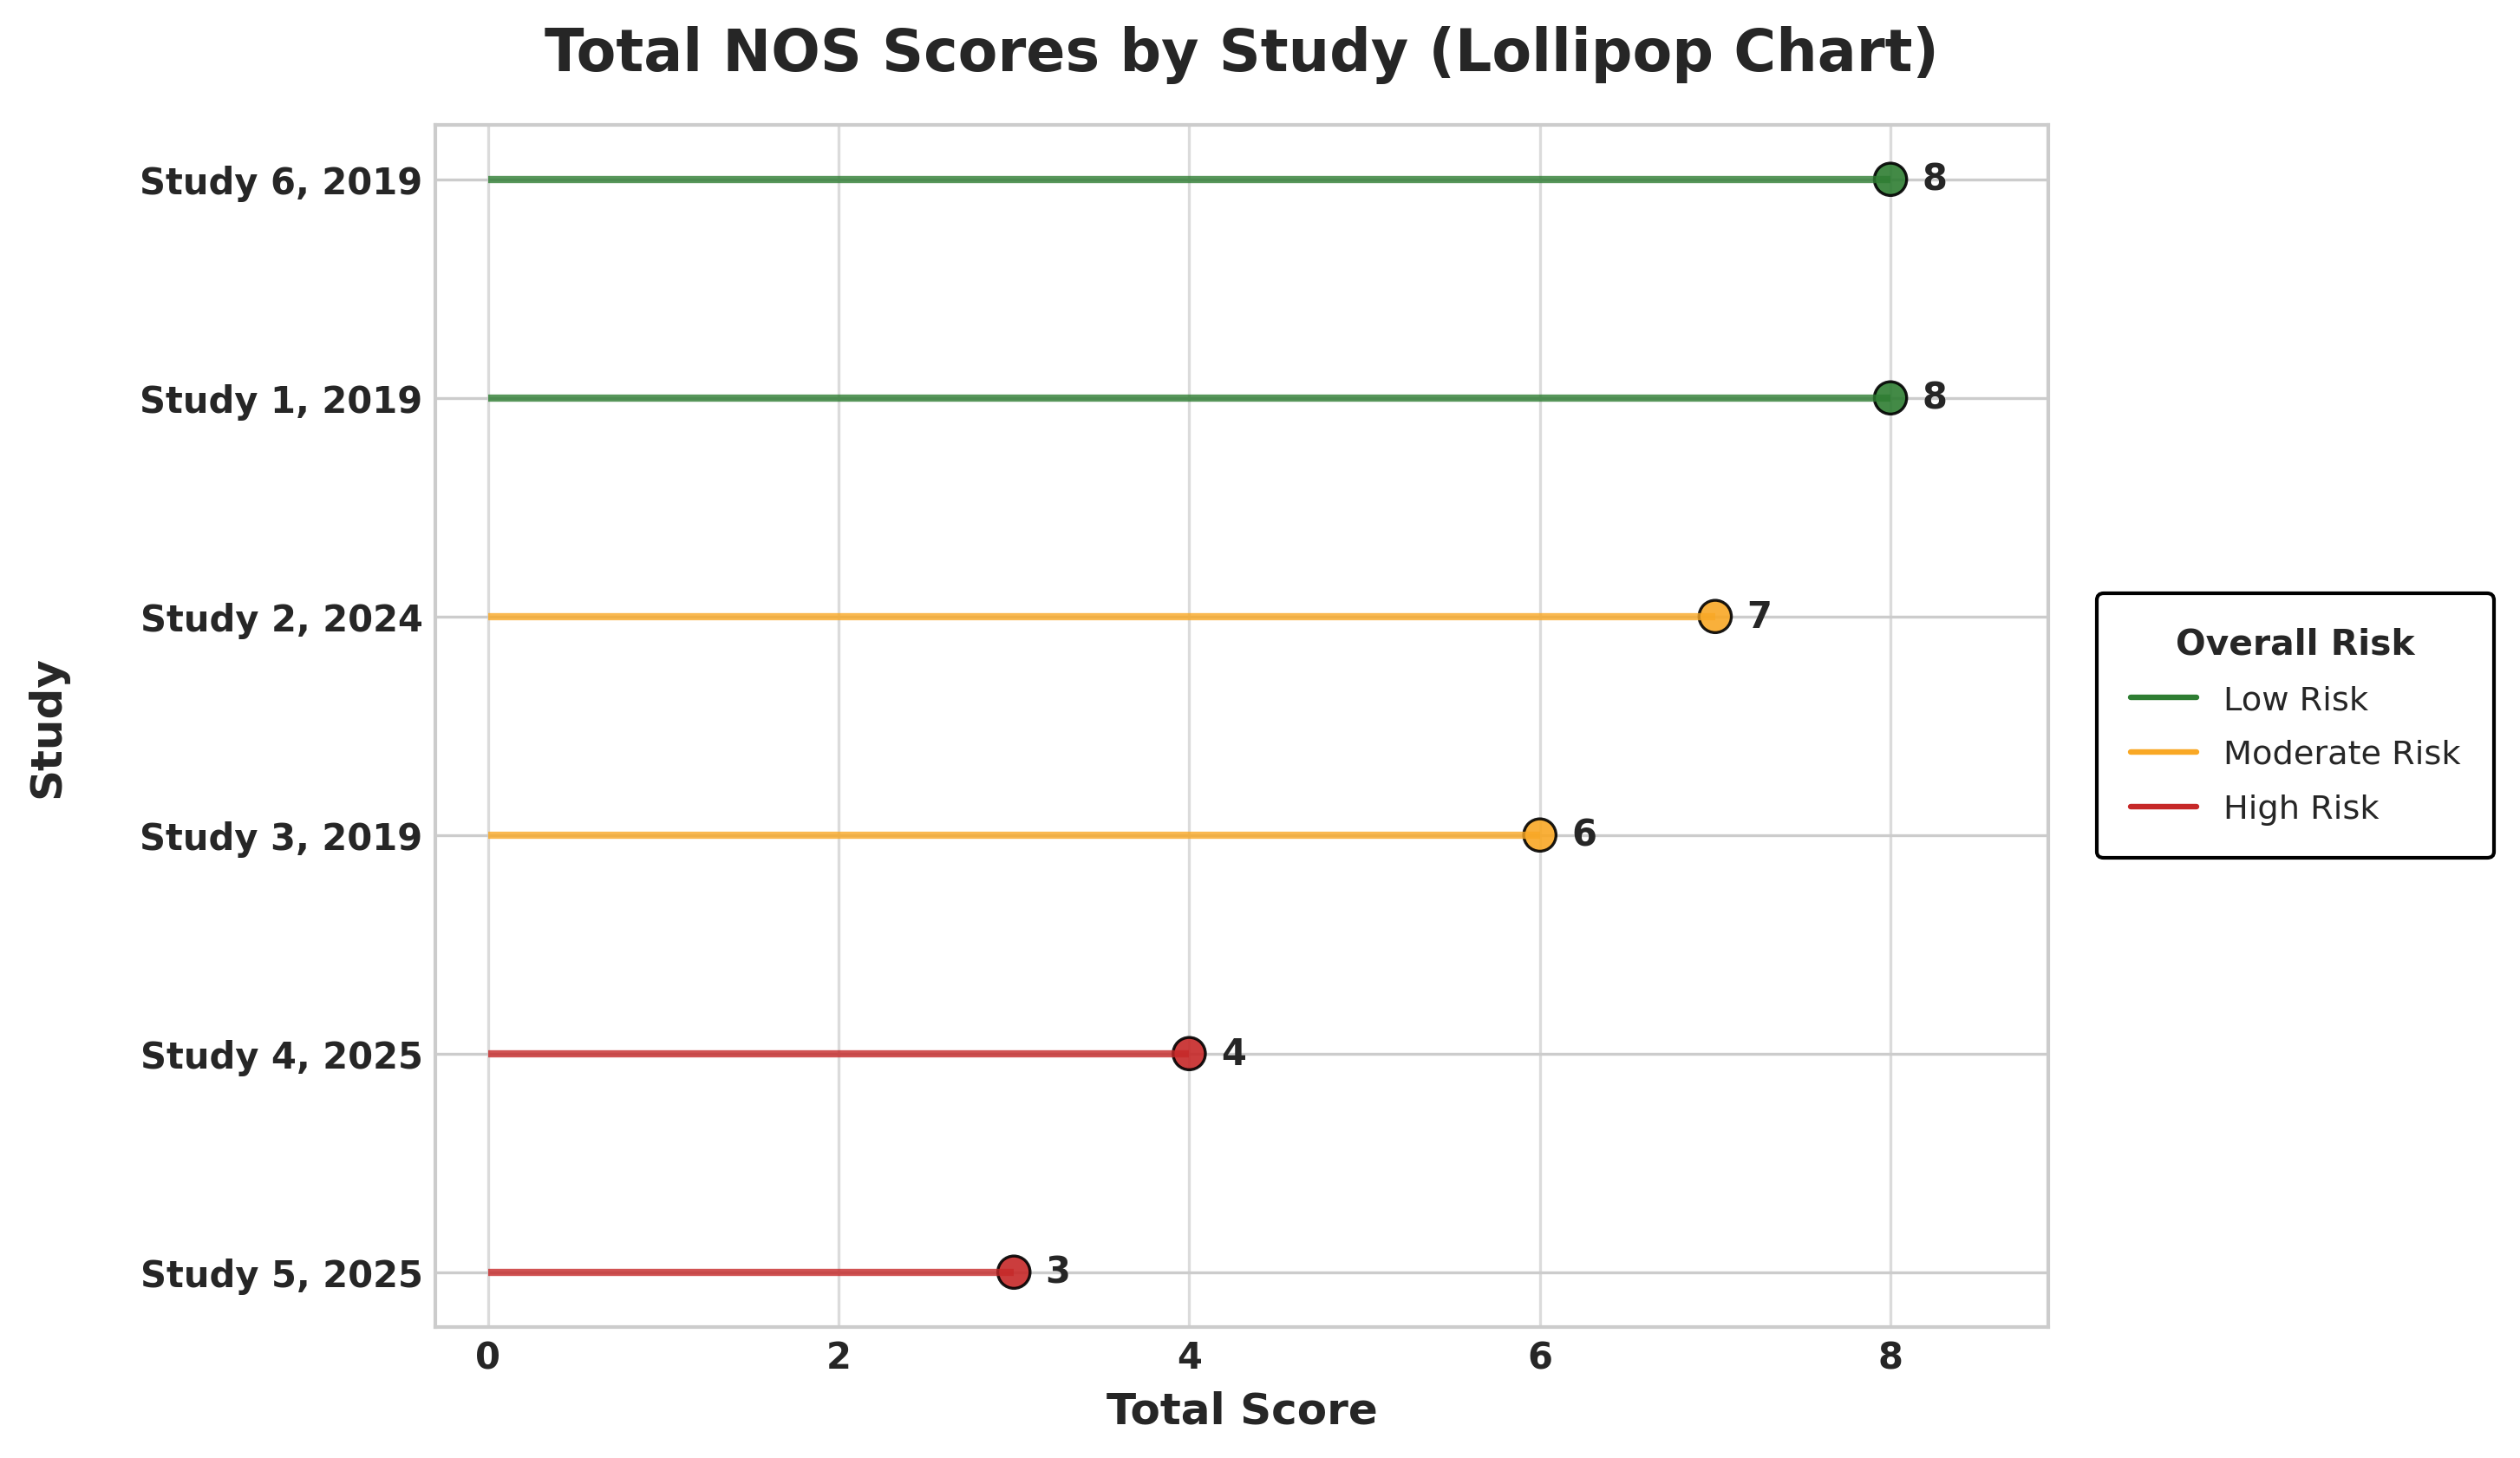 Total NOS Scores by Study (Lollipop Chart)
Study
Study 6, 2019
8
Study 1, 2019
8
Study 2, 2024
7
Study 3, 2019
6
Study 4, 2025
4
Study 5, 2025
3
0 2 4 6 8
Total Score
Overall Risk
Low Risk
Moderate Risk
High Risk